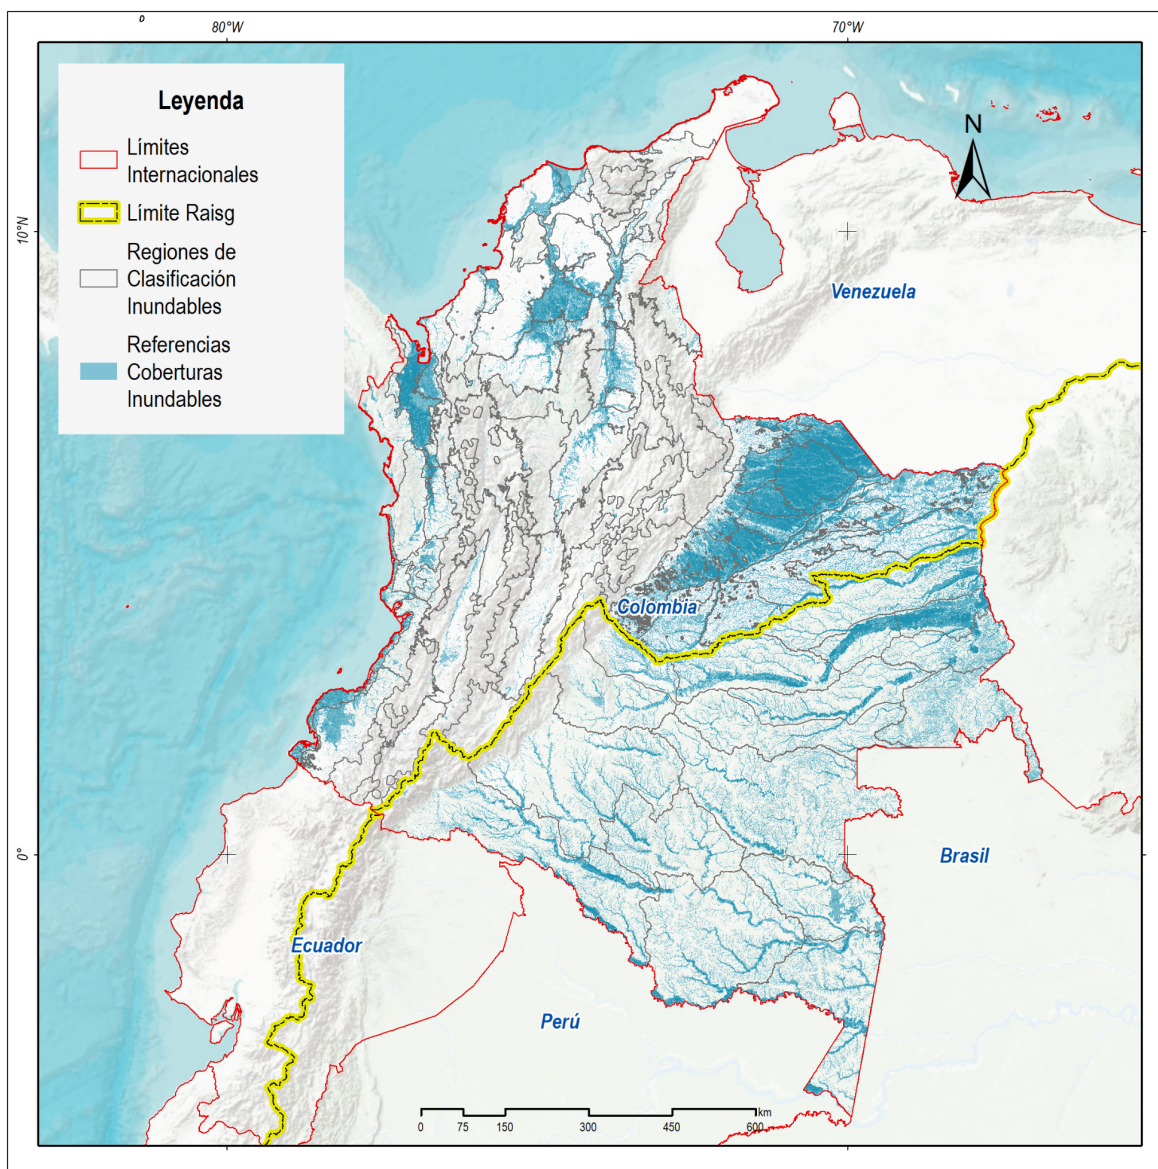 80°W
70°W
Leyenda
Límites
Internacionales
Límite Raisg
Regiones de
Clasificación
Inundables
Referencias
Coberturas
Inundables
N
10°N
Venezuela
Colombia
0°
Brasil
Ecuador
Perú
km
0 75 150 300 450 600